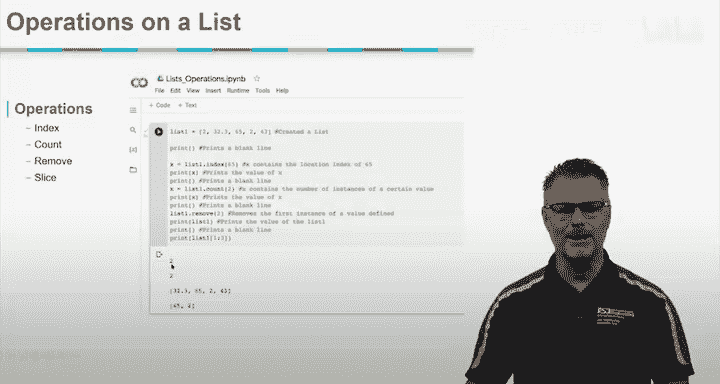 Operations on a List
Operations
– Index
– Count
– Remove
– Slice
Lists_Operations.ipynb
File Edit View Insert Runtime Tools Help
+ Code + Text
list1 = [2, 32.3, 65, 2, 42] #Created a List
print() #Prints a blank line
x = list1.index(65) #x contains the location index of 65
print(x) #Prints the value of x
print() #Prints a blank line
x = list1.count(2) #x contains the number of instances of a certain value
print(x) #Prints the value of x
print() #Prints a blank line
list1.remove(2) #Removes the first instance of a value defined
print(list1) #Prints the value of the list1
print() #Prints a blank line
print(list1[1:3])
2
2
[32.3, 65, 2, 42]
[65, 2]